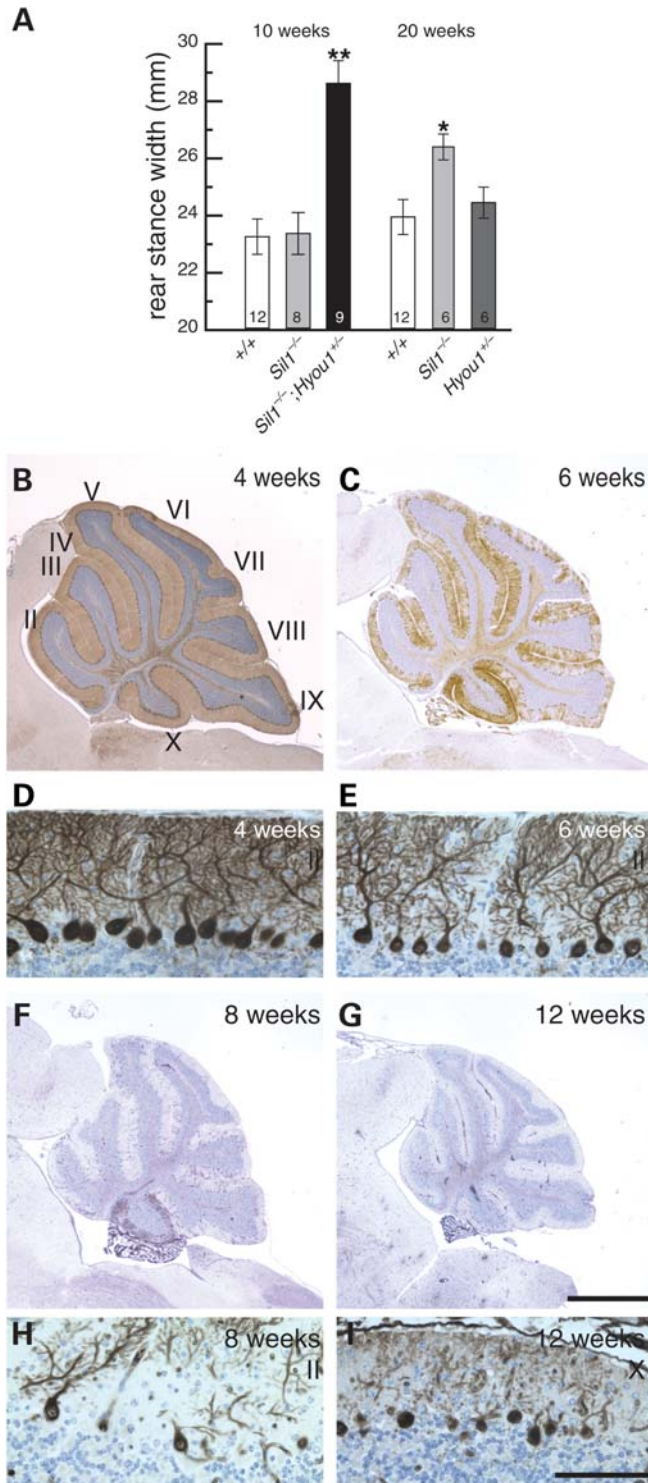 A
10 weeks 20 weeks
rear stance width (mm)
30
28
26
24
22
20
**
*
12 8 9 12 6 6
+/+ Sil1−/− Sil1−/−;Hyou1+/− +/+ Sil1−/− Hyou1+/−
B 4 weeks
V
VI
IV
III
VII
II
VIII
IX
X
C 6 weeks
D 4 weeks
II
E 6 weeks
II
F 8 weeks
G 12 weeks
H 8 weeks
II
I 12 weeks
X